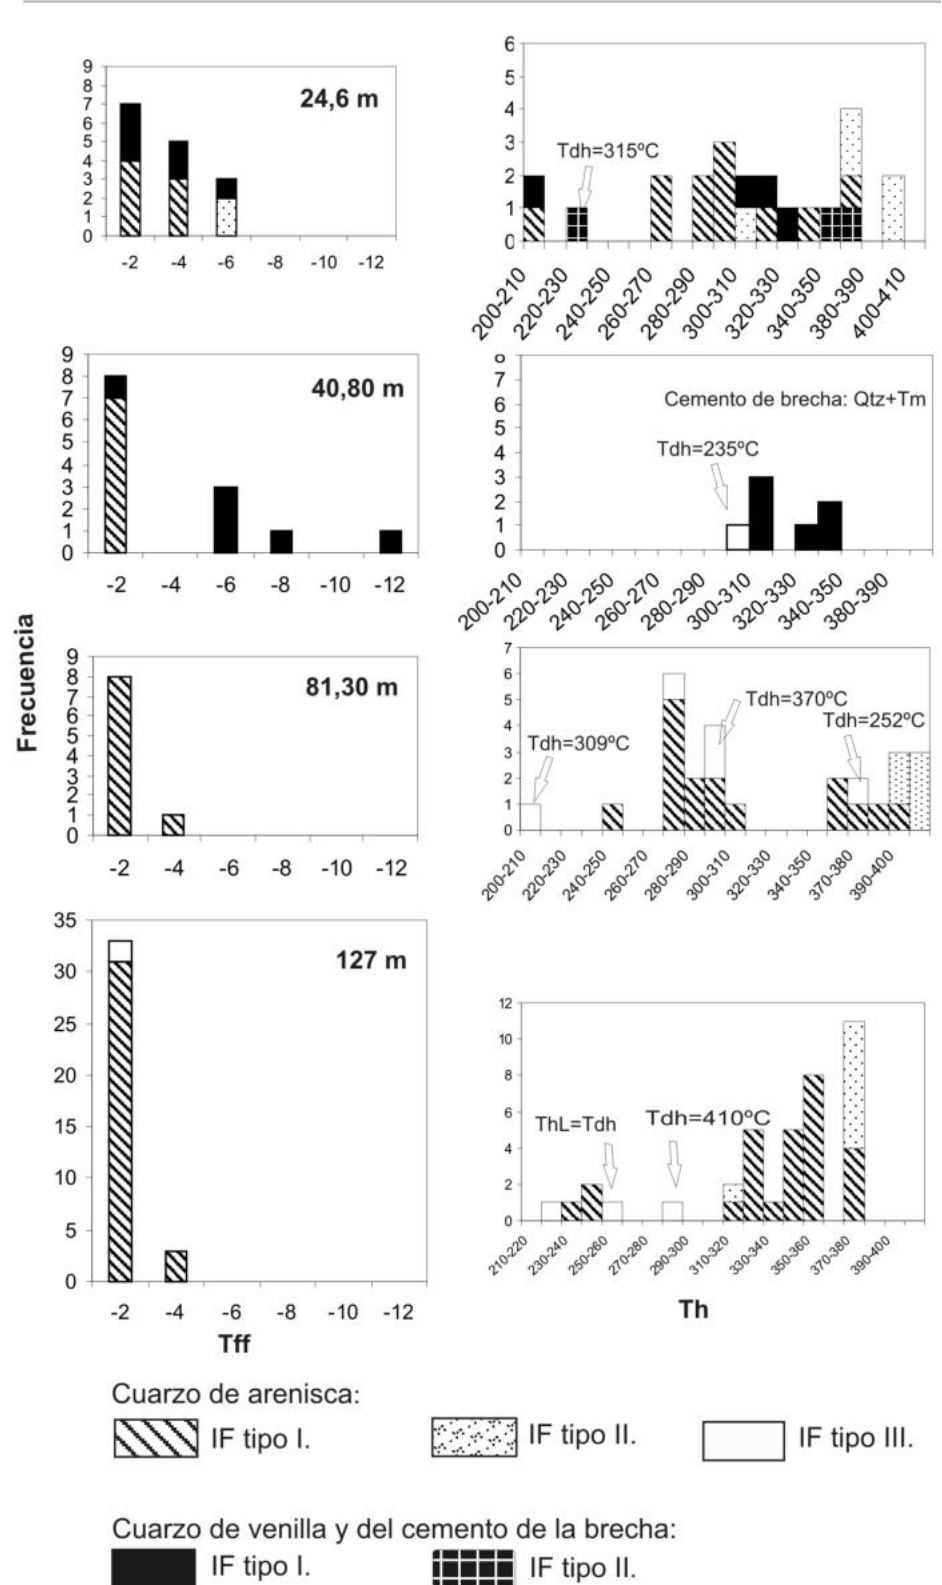 9
8
7
6
5
4
3
2
1
0
24,6 m
-2 -4 -6 -8 -10 -12
6
5
4
3
2
1
0
Tdh=315ºC
200-210 220-230 240-250 260-270 280-290 300-310 320-330 340-350 380-390 400-410
9
8
7
6
5
4
3
2
1
0
40,80 m
-2 -4 -6 -8 -10 -12
7
6
5
4
3
2
1
0
Cemento de brecha: Qtz+Tm
Tdh=235ºC
200-210 220-230 240-250 260-270 280-290 300-310 320-330 340-350 380-390
Frecuencia
9
8
7
6
5
4
3
2
1
0
81,30 m
-2 -4 -6 -8 -10 -12
7
6
5
4
3
2
1
0
Tdh=309ºC
Tdh=370ºC
Tdh=252ºC
200-210 220-230 240-250 260-270 280-290 300-310 320-330 340-350 370-380 390-400
35
30
25
20
15
10
5
0
127 m
-2 -4 -6 -8 -10 -12
Tff
12
10
8
6
4
2
0
ThL=Tdh
Tdh=410ºC
210-220 230-240 250-260 270-280 290-300 310-320 330-340 350-360 370-380 390-400
Th
Cuarzo de arenisca:
IF tipo I. IF tipo II. IF tipo III.
Cuarzo de venilla y del cemento de la brecha:
IF tipo I. IF tipo II.